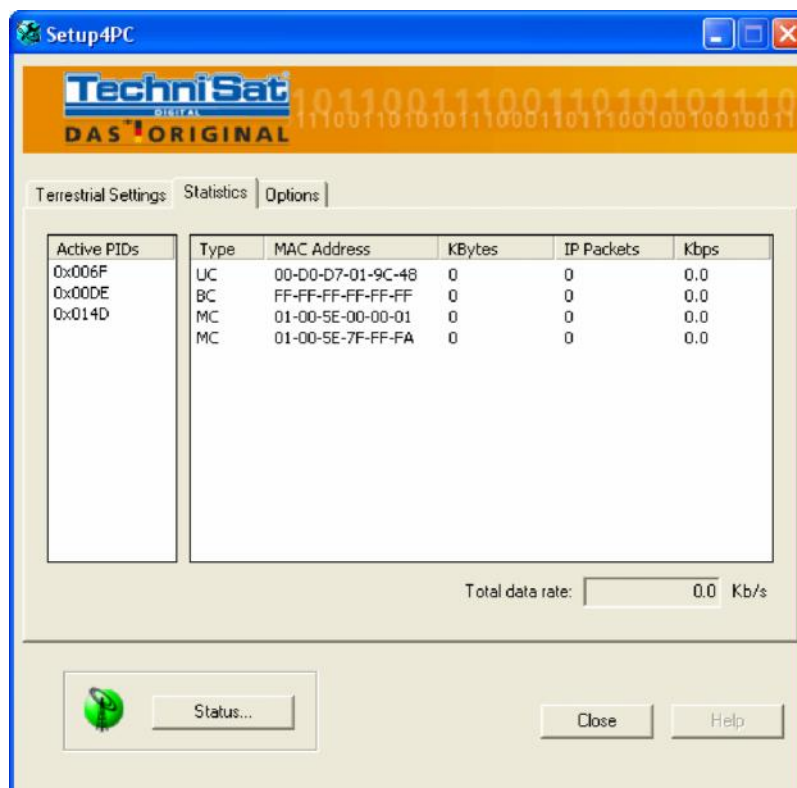 Setup4PC
TechniSat
DIGITAL
DAS ORIGINAL
Terrestrial Settings Statistics Options
Active PIDs Type MAC Address KBytes IP Packets Kbps
0x006F UC 00-D0-D7-01-9C-48 0 0 0.0
0x00DE BC FF-FF-FF-FF-FF-FF 0 0 0.0
0x014D MC 01-00-5E-00-00-01 0 0 0.0
MC 01-00-5E-7F-FF-FA 0 0 0.0
Total data rate: 0.0 Kb/s
Status... Close Help